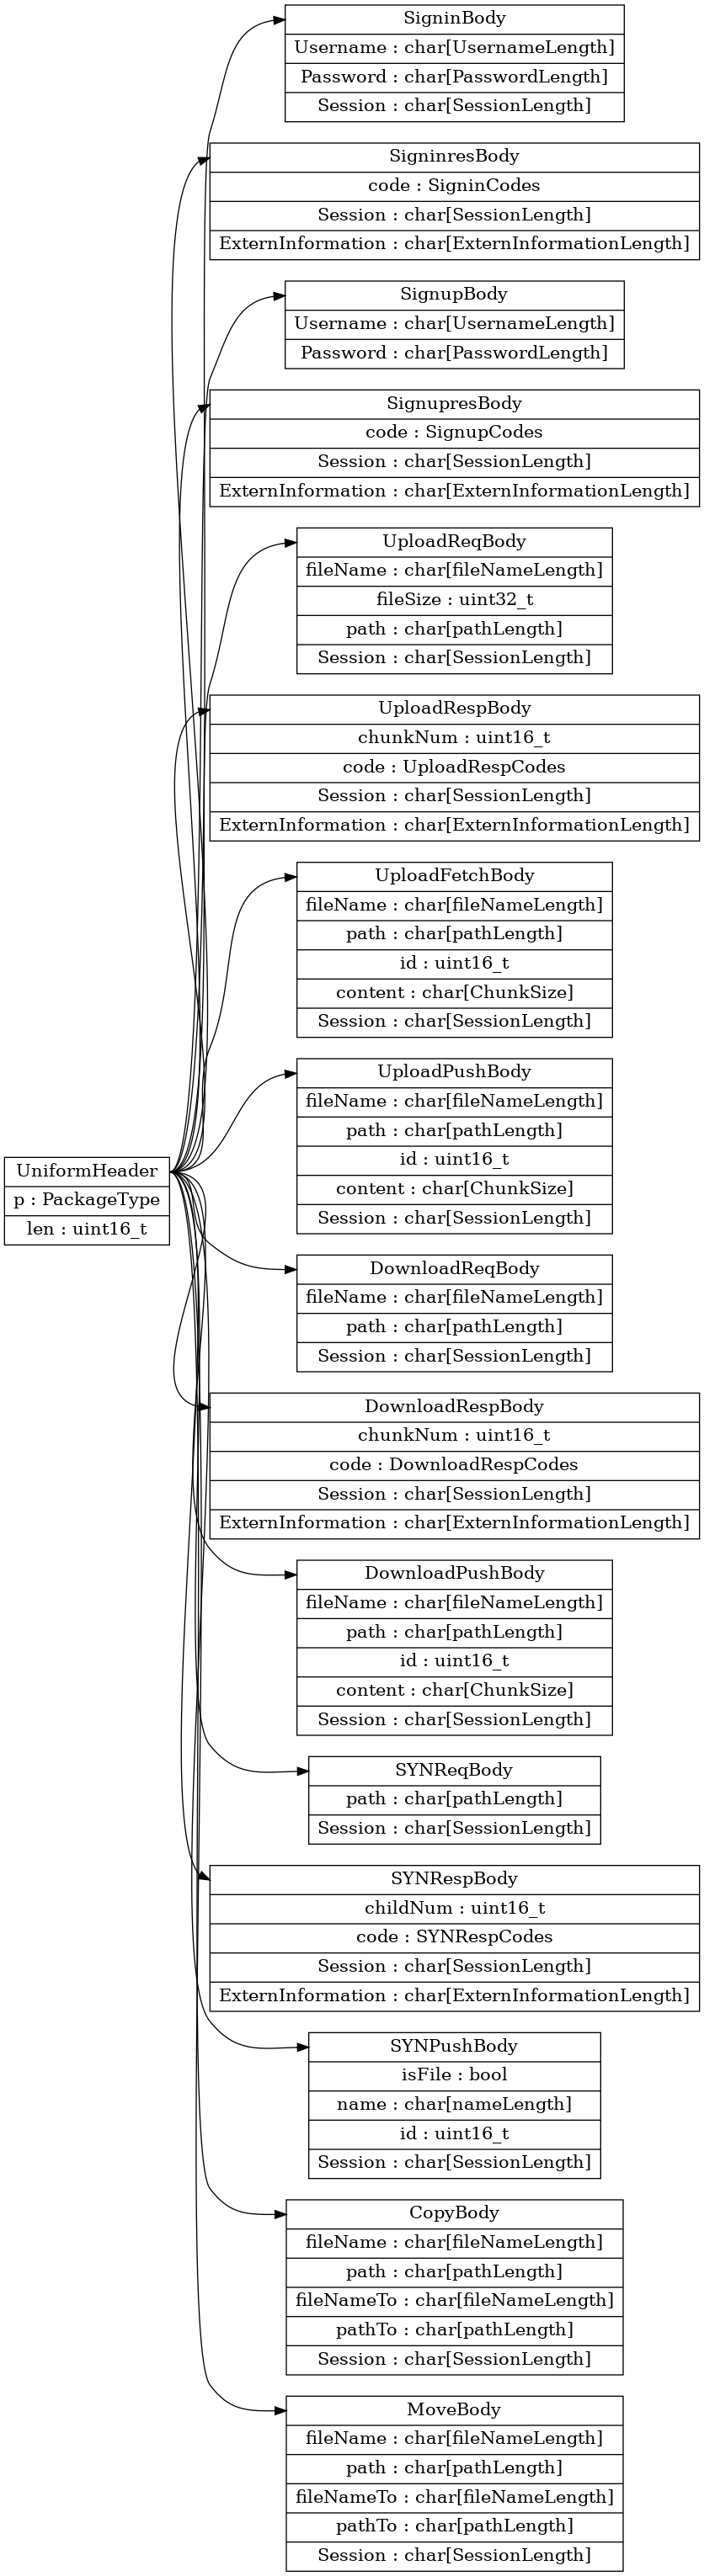 SigninBody
Username : char[UsernameLength]
Password : char[PasswordLength]
Session : char[SessionLength]
SigninresBody
code : SigninCodes
Session : char[SessionLength]
ExternInformation : char[ExternInformationLength]
SignupBody
Username : char[UsernameLength]
Password : char[PasswordLength]
SignupresBody
code : SignupCodes
Session : char[SessionLength]
ExternInformation : char[ExternInformationLength]
UploadReqBody
fileName : char[fileNameLength]
fileSize : uint32_t
path : char[pathLength]
Session : char[SessionLength]
UploadRespBody
chunkNum : uint16_t
code : UploadRespCodes
Session : char[SessionLength]
ExternInformation : char[ExternInformationLength]
UploadFetchBody
fileName : char[fileNameLength]
path : char[pathLength]
id : uint16_t
content : char[ChunkSize]
Session : char[SessionLength]
UploadPushBody
fileName : char[fileNameLength]
path : char[pathLength]
id : uint16_t
content : char[ChunkSize]
Session : char[SessionLength]
UniformHeader
p : PackageType
len : uint16_t
DownloadReqBody
fileName : char[fileNameLength]
path : char[pathLength]
Session : char[SessionLength]
DownloadRespBody
chunkNum : uint16_t
code : DownloadRespCodes
Session : char[SessionLength]
ExternInformation : char[ExternInformationLength]
DownloadPushBody
fileName : char[fileNameLength]
path : char[pathLength]
id : uint16_t
content : char[ChunkSize]
Session : char[SessionLength]
SYNReqBody
path : char[pathLength]
Session : char[SessionLength]
SYNRespBody
childNum : uint16_t
code : SYNRespCodes
Session : char[SessionLength]
ExternInformation : char[ExternInformationLength]
SYNPushBody
isFile : bool
name : char[nameLength]
id : uint16_t
Session : char[SessionLength]
CopyBody
fileName : char[fileNameLength]
path : char[pathLength]
fileNameTo : char[fileNameLength]
pathTo : char[pathLength]
Session : char[SessionLength]
MoveBody
fileName : char[fileNameLength]
path : char[pathLength]
fileNameTo : char[fileNameLength]
pathTo : char[pathLength]
Session : char[SessionLength]